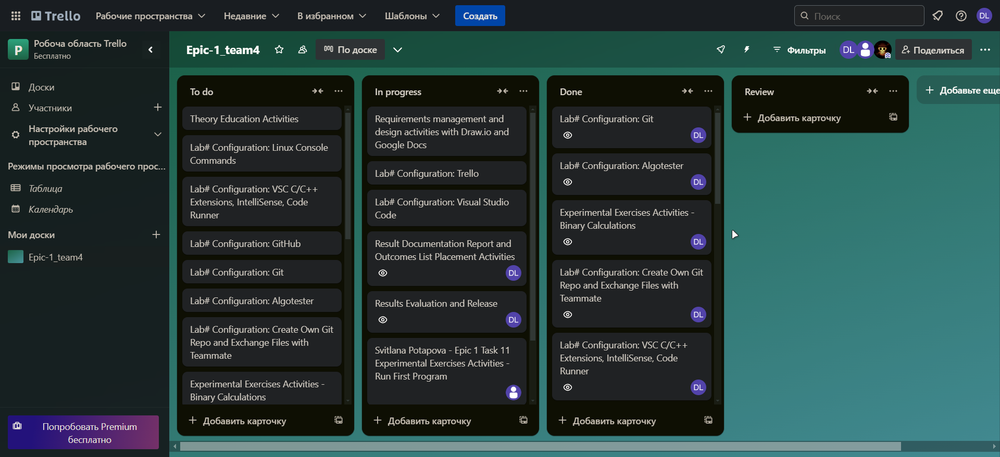 Trello
Рабочие пространства
Недавние
В избранном
Шаблоны
Создать
Поиск
DL
P
Робоча область Trello
Бесплатно
Доски
Участники
Настройки рабочего
пространства
Режимы просмотра рабочего прос...
Таблица
Календарь
Мои доски
Epic-1_team4
Попробовать Premium
бесплатно
Epic-1_team4
По доске
Фильтры
DL
Поделиться
To do
Theory Education Activities
Lab# Configuration: Linux Console
Commands
Lab# Configuration: VSC C/C++
Extensions, IntelliSense, Code
Runner
Lab# Configuration: GitHub
Lab# Configuration: Git
Lab# Configuration: Algotester
Lab# Configuration: Create Own Git
Repo and Exchange Files with
Teammate
Experimental Exercises Activities -
Binary Calculations
Добавить карточку
In progress
Requirements management and
design activities with Draw.io and
Google Docs
Lab# Configuration: Trello
Lab# Configuration: Visual Studio
Code
Result Documentation Report and
Outcomes List Placement Activities
DL
Results Evaluation and Release
DL
Svitlana Potapova - Epic 1 Task 11
Experimental Exercises Activities -
Run First Program
Добавить карточку
Done
Lab# Configuration: Git
DL
Lab# Configuration: Algotester
DL
Experimental Exercises Activities -
Binary Calculations
DL
Lab# Configuration: Create Own Git
Repo and Exchange Files with
Teammate
DL
Lab# Configuration: VSC C/C++
Extensions, IntelliSense, Code
Runner
DL
Добавить карточку
Review
Добавить карточку
Добавьте еще